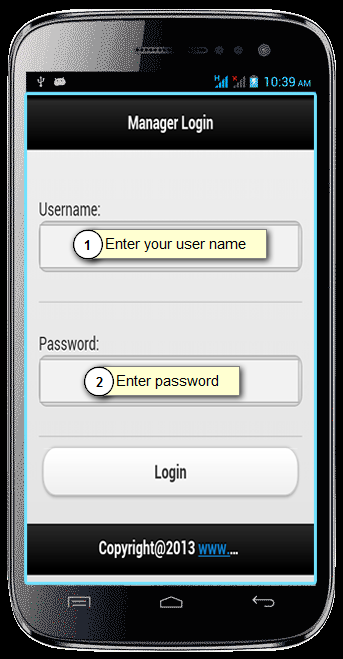 H 10:39 AM
Manager Login
Username:
1 Enter your user name
Password:
2 Enter password
Login
Copyright@2013 www....